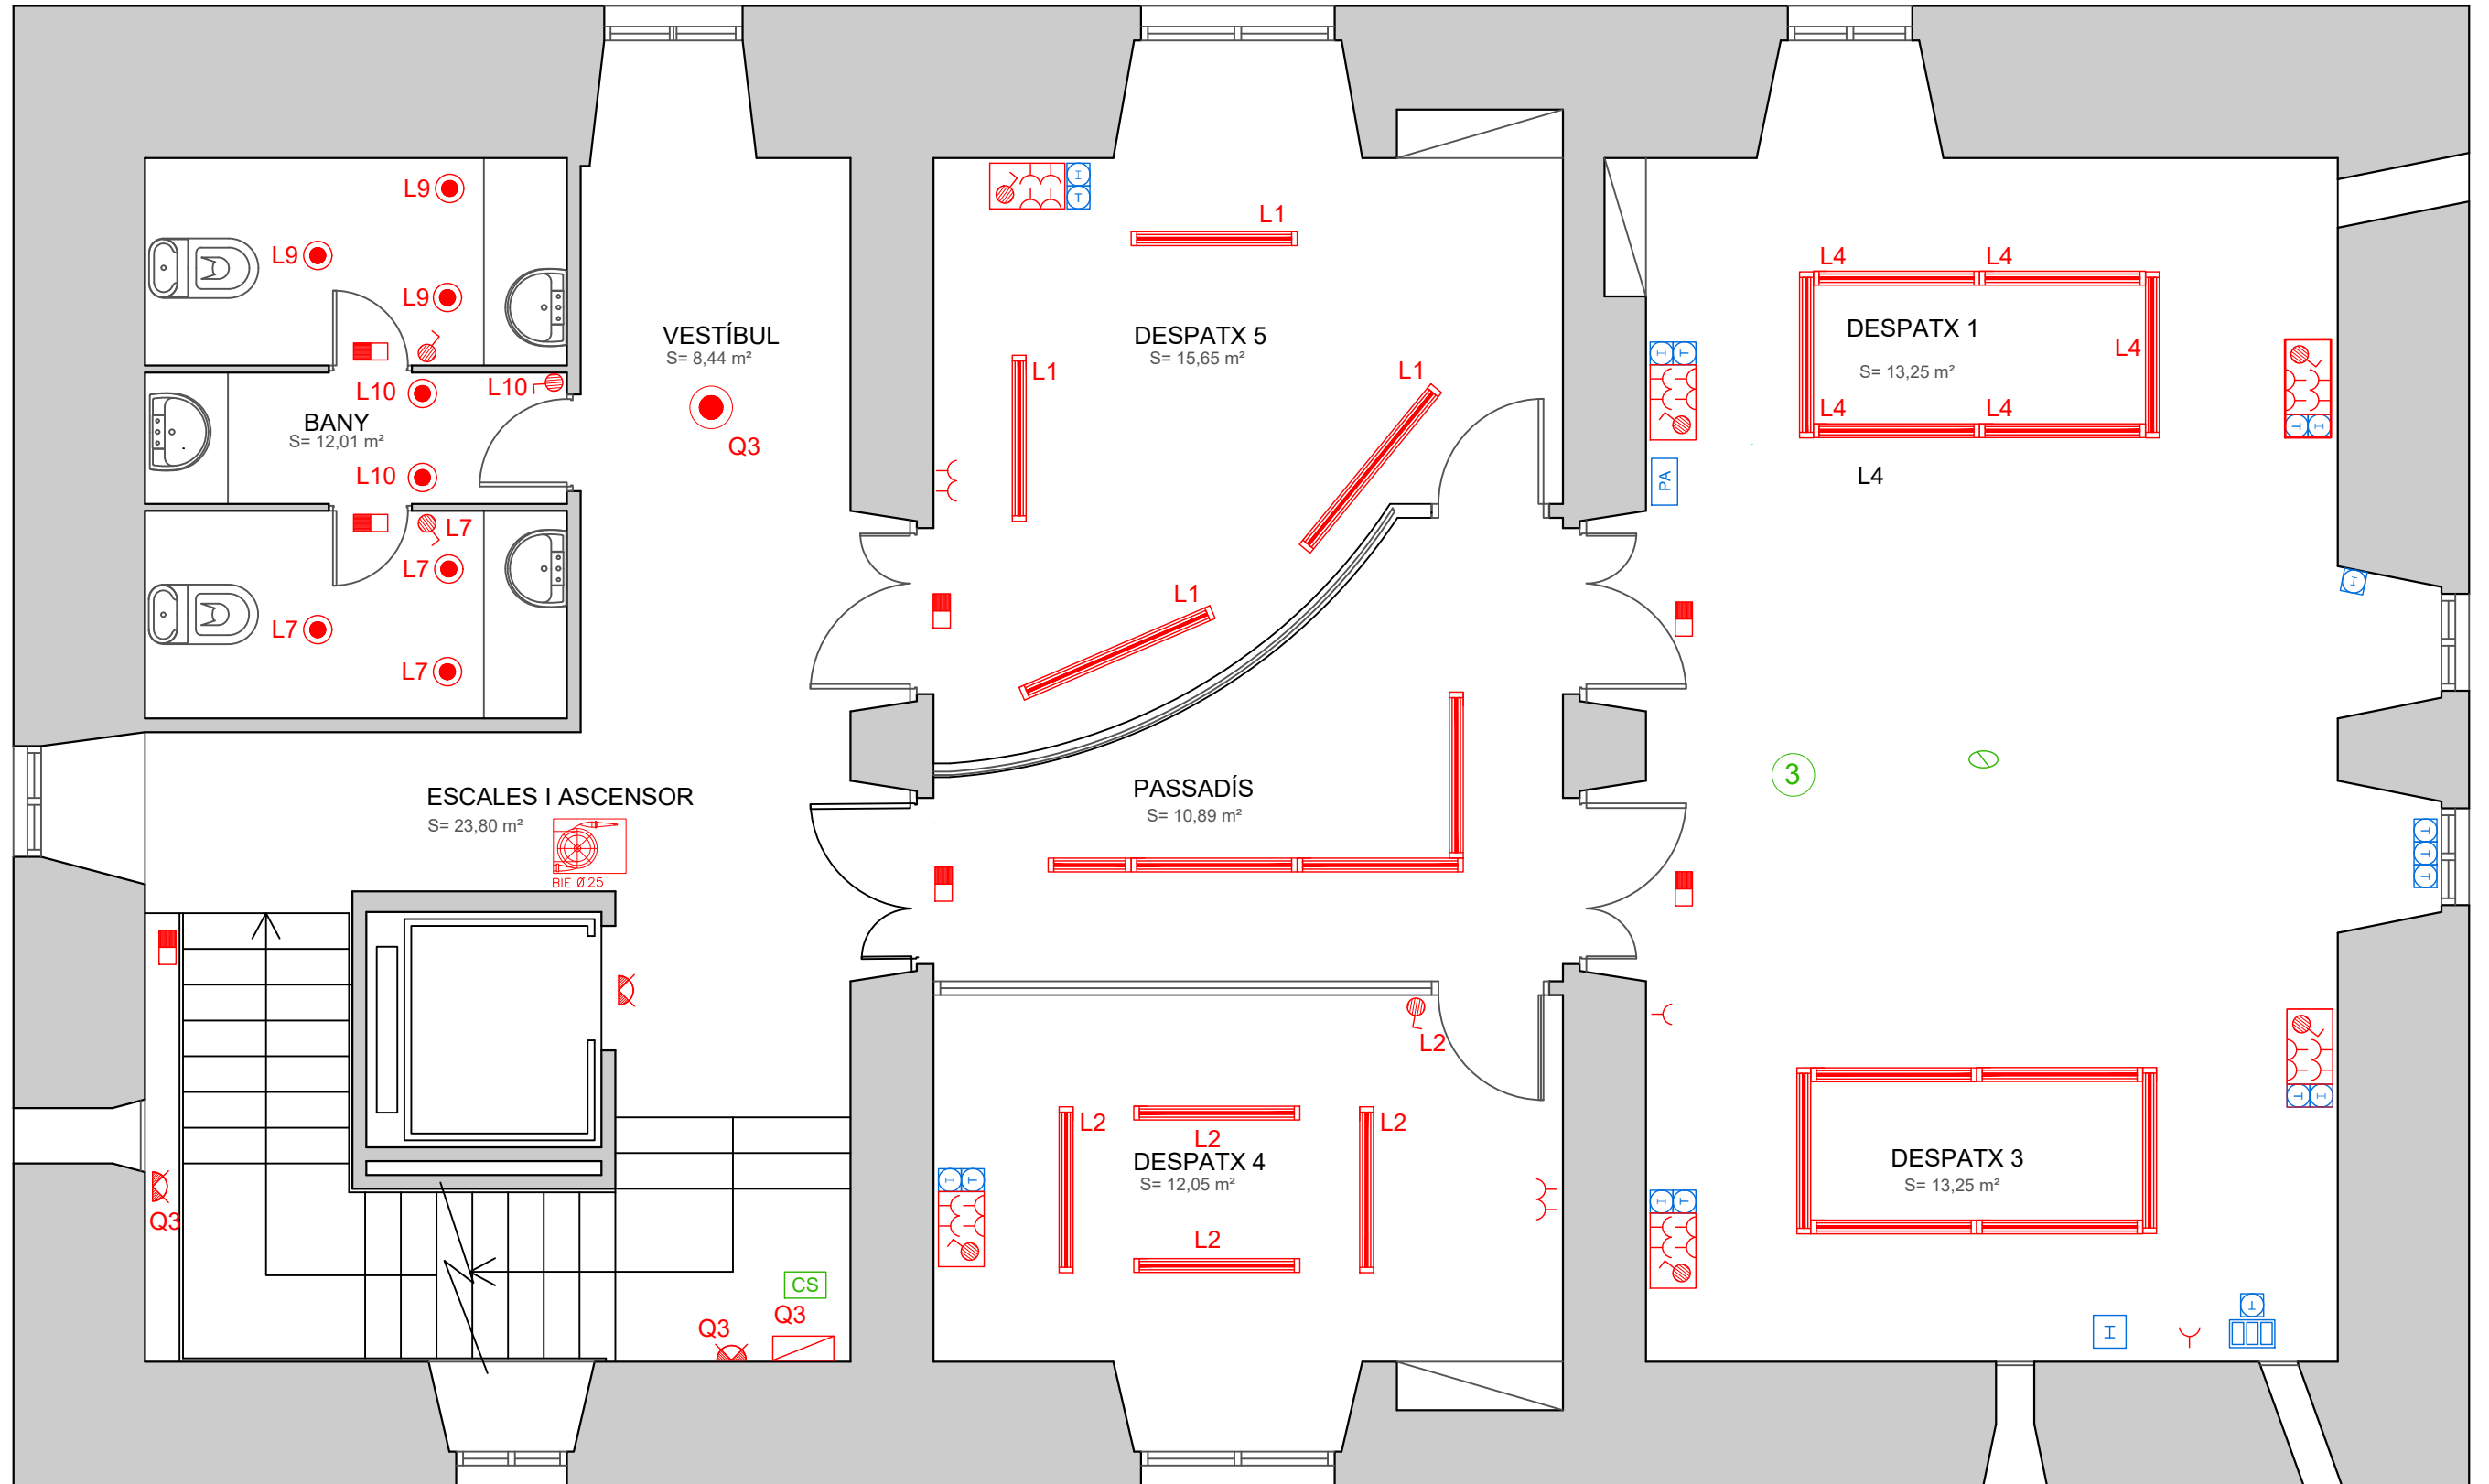 L9
L9
L9
L10
L10
BANY
S= 12,01 m²
L10
L7
L7
L7
L7
VESTÍBUL
S= 8,44 m²
Q3
I
T
L1
DESPATX 5
S= 15,65 m²
L1
L1
L1
L4
L4
DESPATX 1
S= 13,25 m²
L4
L4
L4
L4
I
T
PA
T
I
I
ESCALES I ASCENSOR
S= 23,80 m²
BIE Ø 25
PASSADÍS
S= 10,89 m²
3
T
T
T
L2
L2
L2
L2
DESPATX 4
S= 12,05 m²
L2
I
T
T
I
DESPATX 3
S= 13,25 m²
I
T
Q3
CS
Q3
Q3
I
T